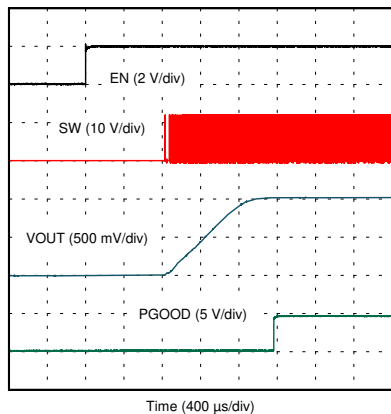 EN (2 V/div)
SW (10 V/div)
VOUT (500 mV/div)
PGOOD (5 V/div)
Time (400 µs/div)